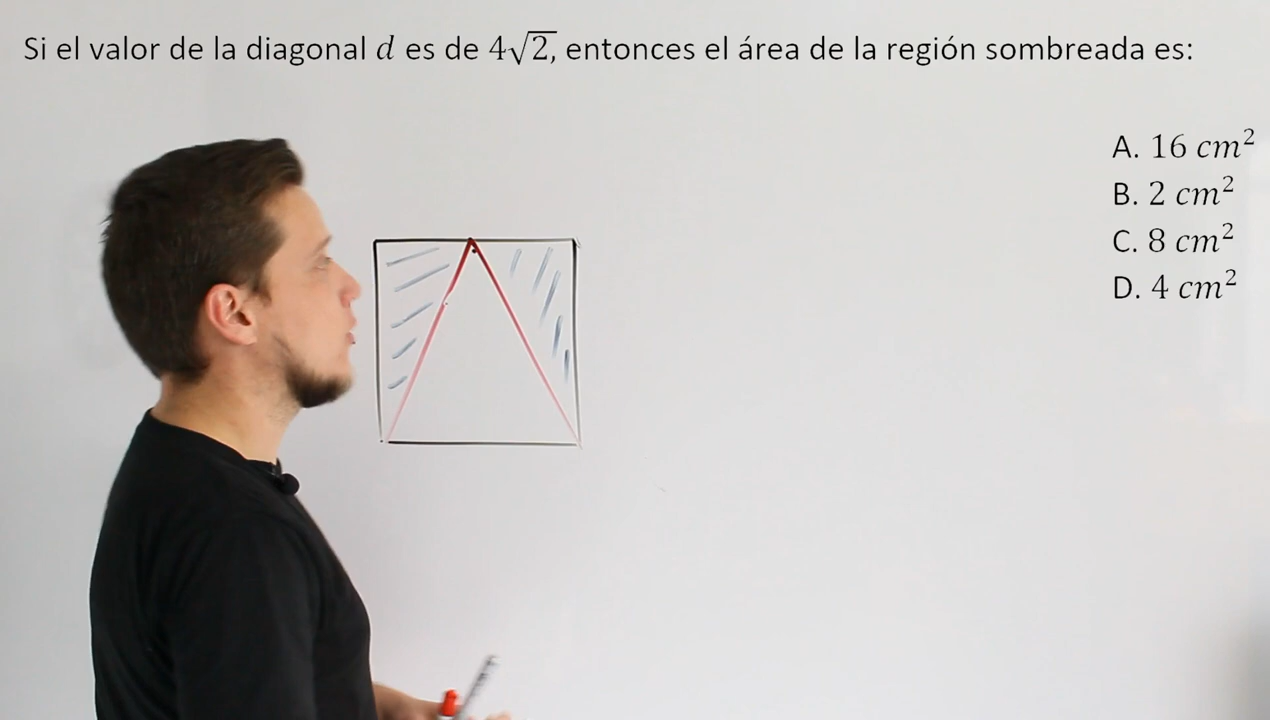 Si el valor de la diagonal d es de 4√2, entonces el área de la región sombreada es:
A. 16 cm²
B. 2 cm²
C. 8 cm²
D. 4 cm²